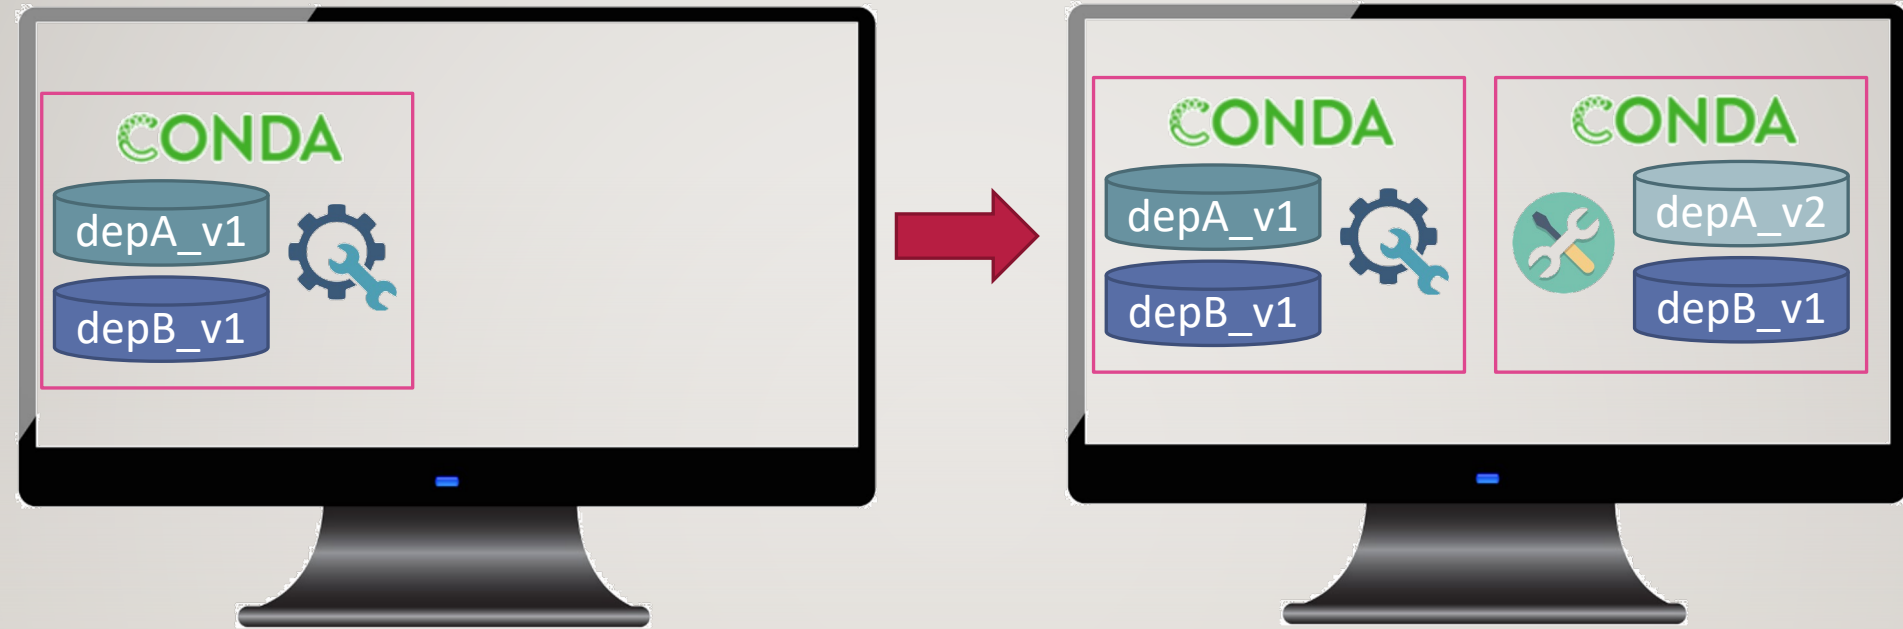 CONDA
depA_v1
depB_v1
CONDA
depA_v1
depB_v1
CONDA
depA_v2
depB_v1